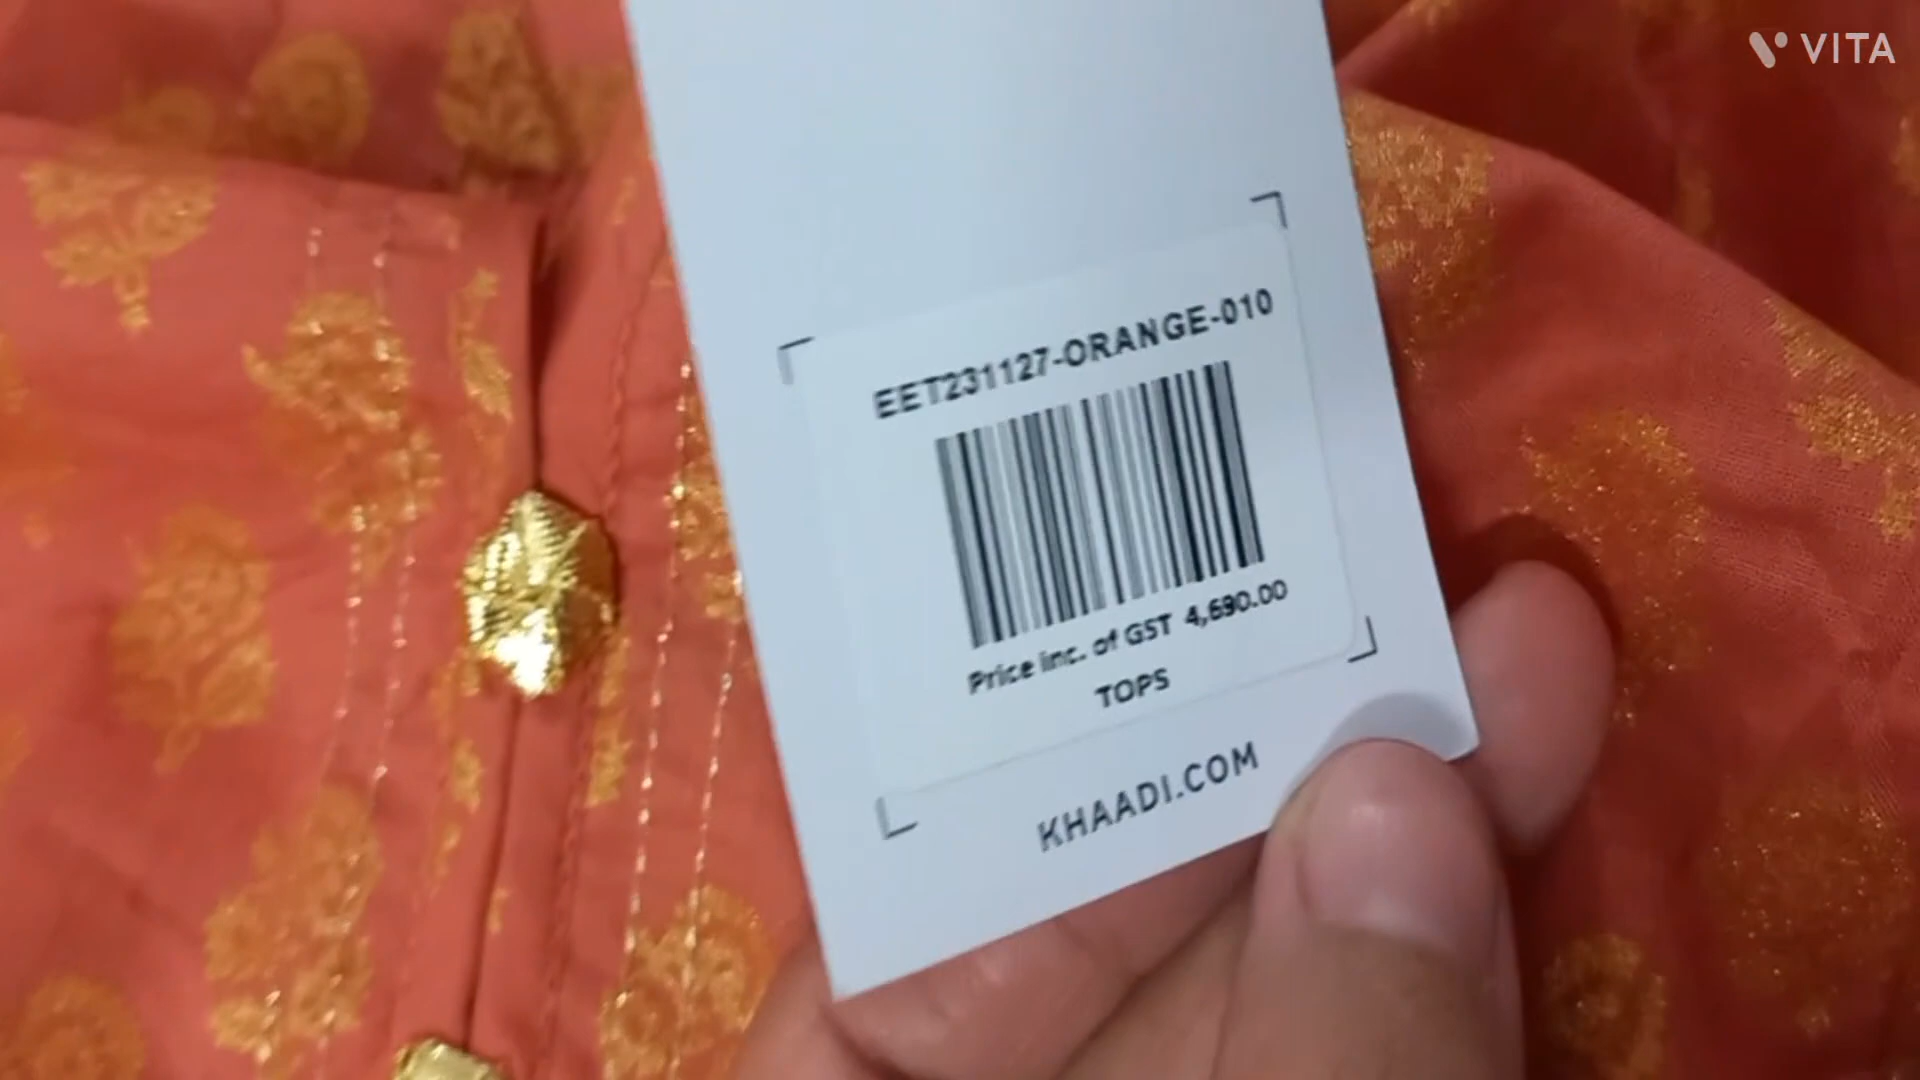 VITA
EET231127-ORANGE-010
Price inc. of GST 4,690.00
TOPS
KHAADI.COM